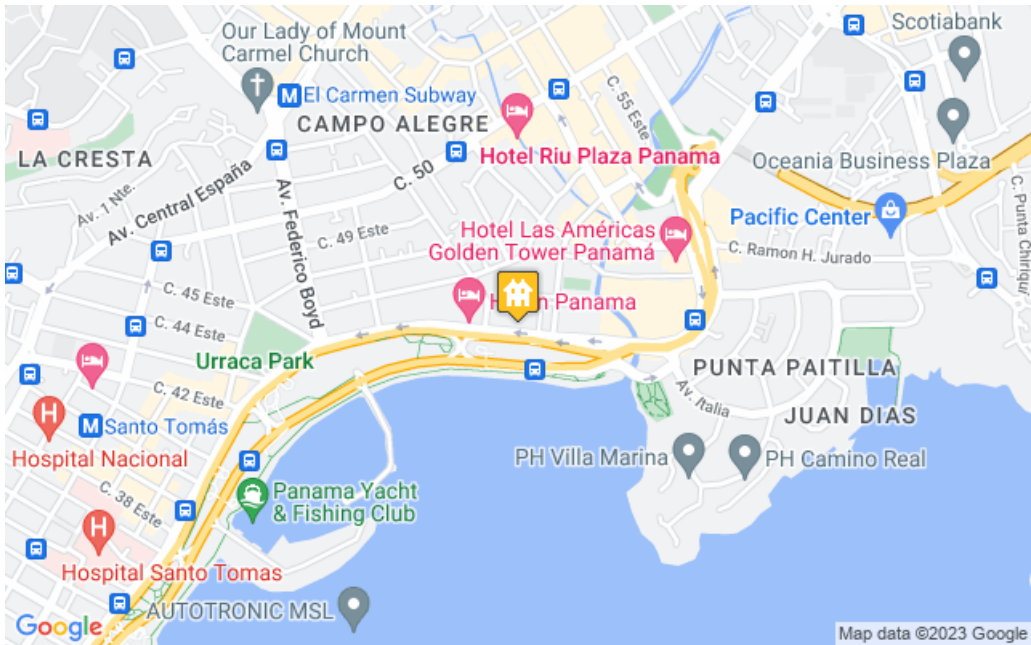 Our Lady of Mount
Carmel Church
Scotiabank
M El Carmen Subway
CAMPO ALEGRE
C. 55 Este
LA CRESTA
Hotel Riu Plaza Panama
Oceania Business Plaza
C. 50
Av. Central España
Av. 1 Nte.
Av. Federico Boyd
C. Punta Chiriquí
Pacific Center
C. 49 Este
Hotel Las Américas
Golden Tower Panamá
C. Ramon H. Jurado
C. 45 Este
Panama
C. 44 Este
Urraca Park
PUNTA PAITILLA
C. 42 Este
Av. Italia
JUAN DIAS
H
M Santo Tomás
Hospital Nacional
PH Villa Marina
PH Camino Real
C. 38 Este
Panama Yacht
& Fishing Club
H
Hospital Santo Tomas
AUTOTRONIC MSL
Google
Map data ©2023 Google